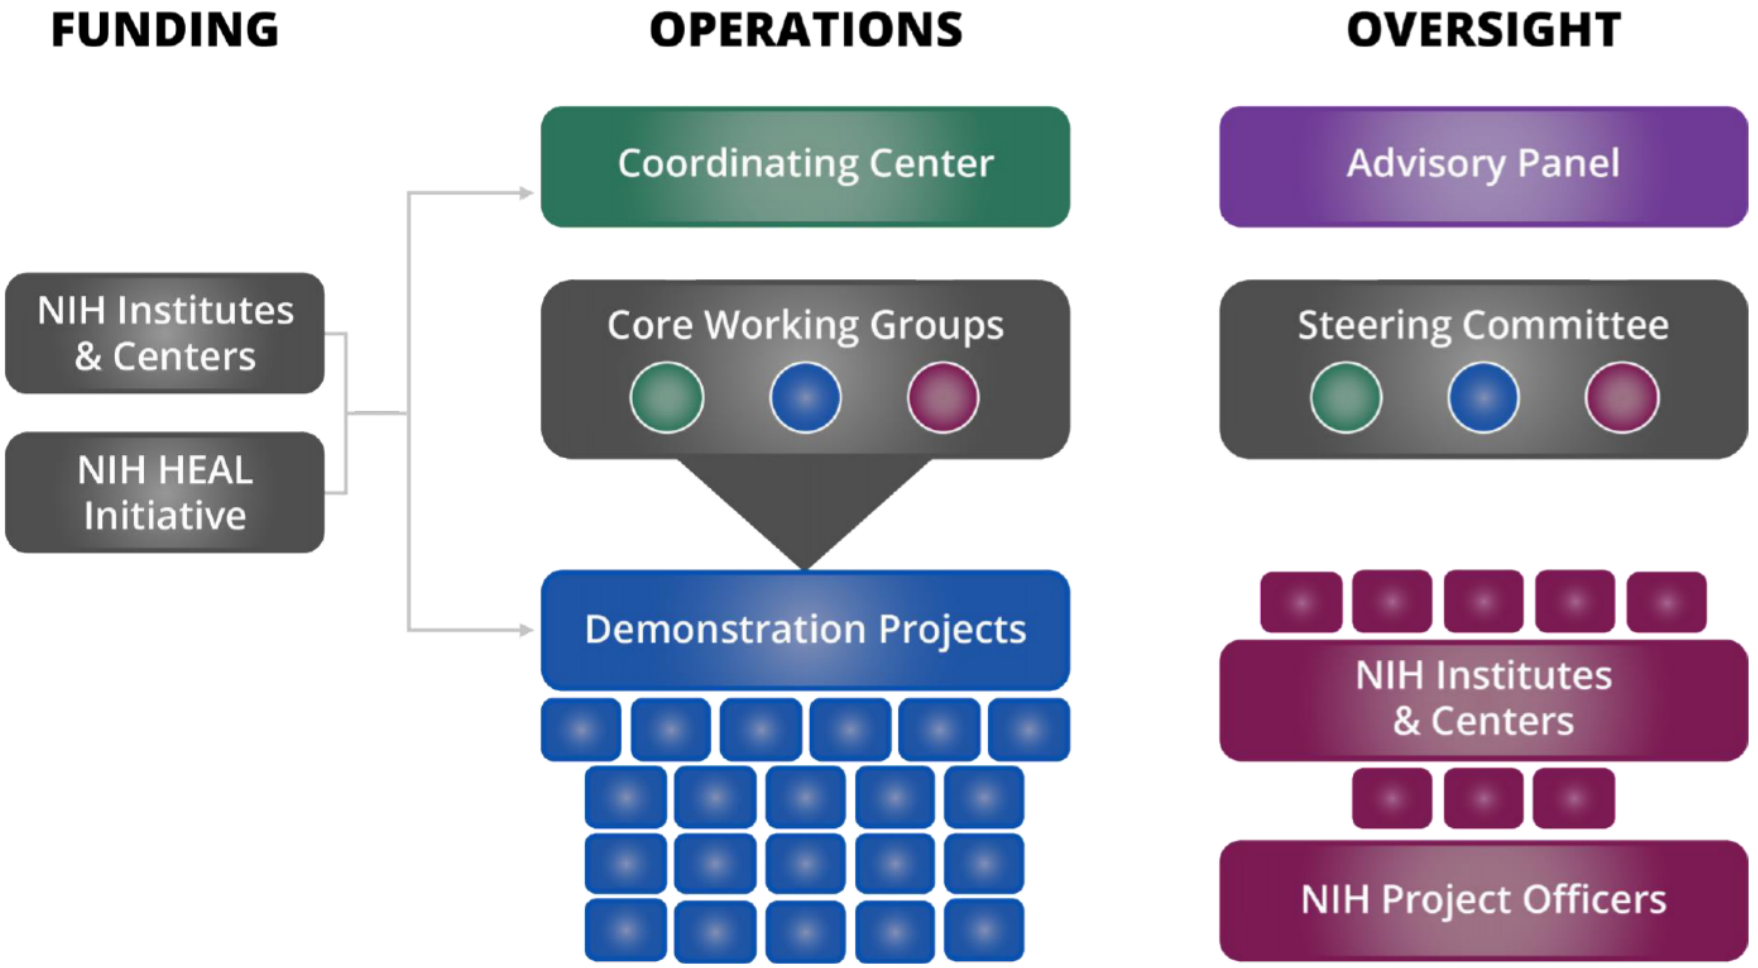 FUNDING
OPERATIONS
OVERSIGHT
NIH Institutes
& Centers
NIH HEAL
Initiative
Coordinating Center
Core Working Groups
Demonstration Projects
Advisory Panel
Steering Committee
NIH Institutes
& Centers
NIH Project Officers